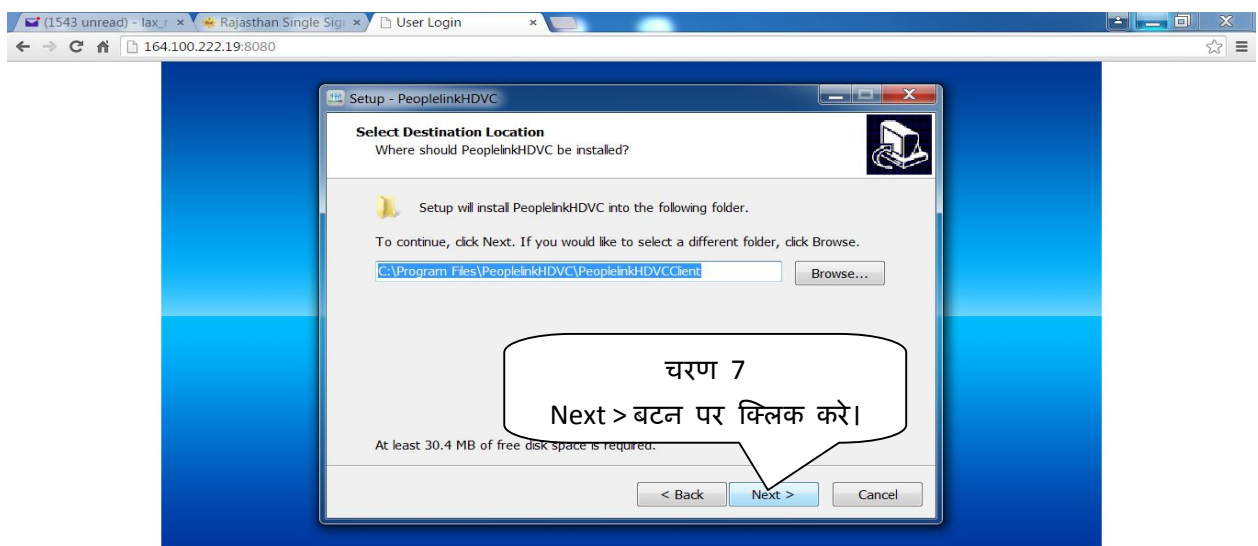 (1543 unread) - lax_r
Rajasthan Single Sig
User Login
164.100.222.19:8080
Setup - PeoplelinkHDVC
Select Destination Location
Where should PeoplelinkHDVC be installed?
Setup will install PeoplelinkHDVC into the following folder.
To continue, click Next. If you would like to select a different folder, click Browse.
C:\Program Files\PeoplelinkHDVC\PeoplelinkHDVCClient
Browse...
चरण 7
Next > बटन पर क्लिक करे।
At least 30.4 MB of free disk space is required.
< Back
Next >
Cancel